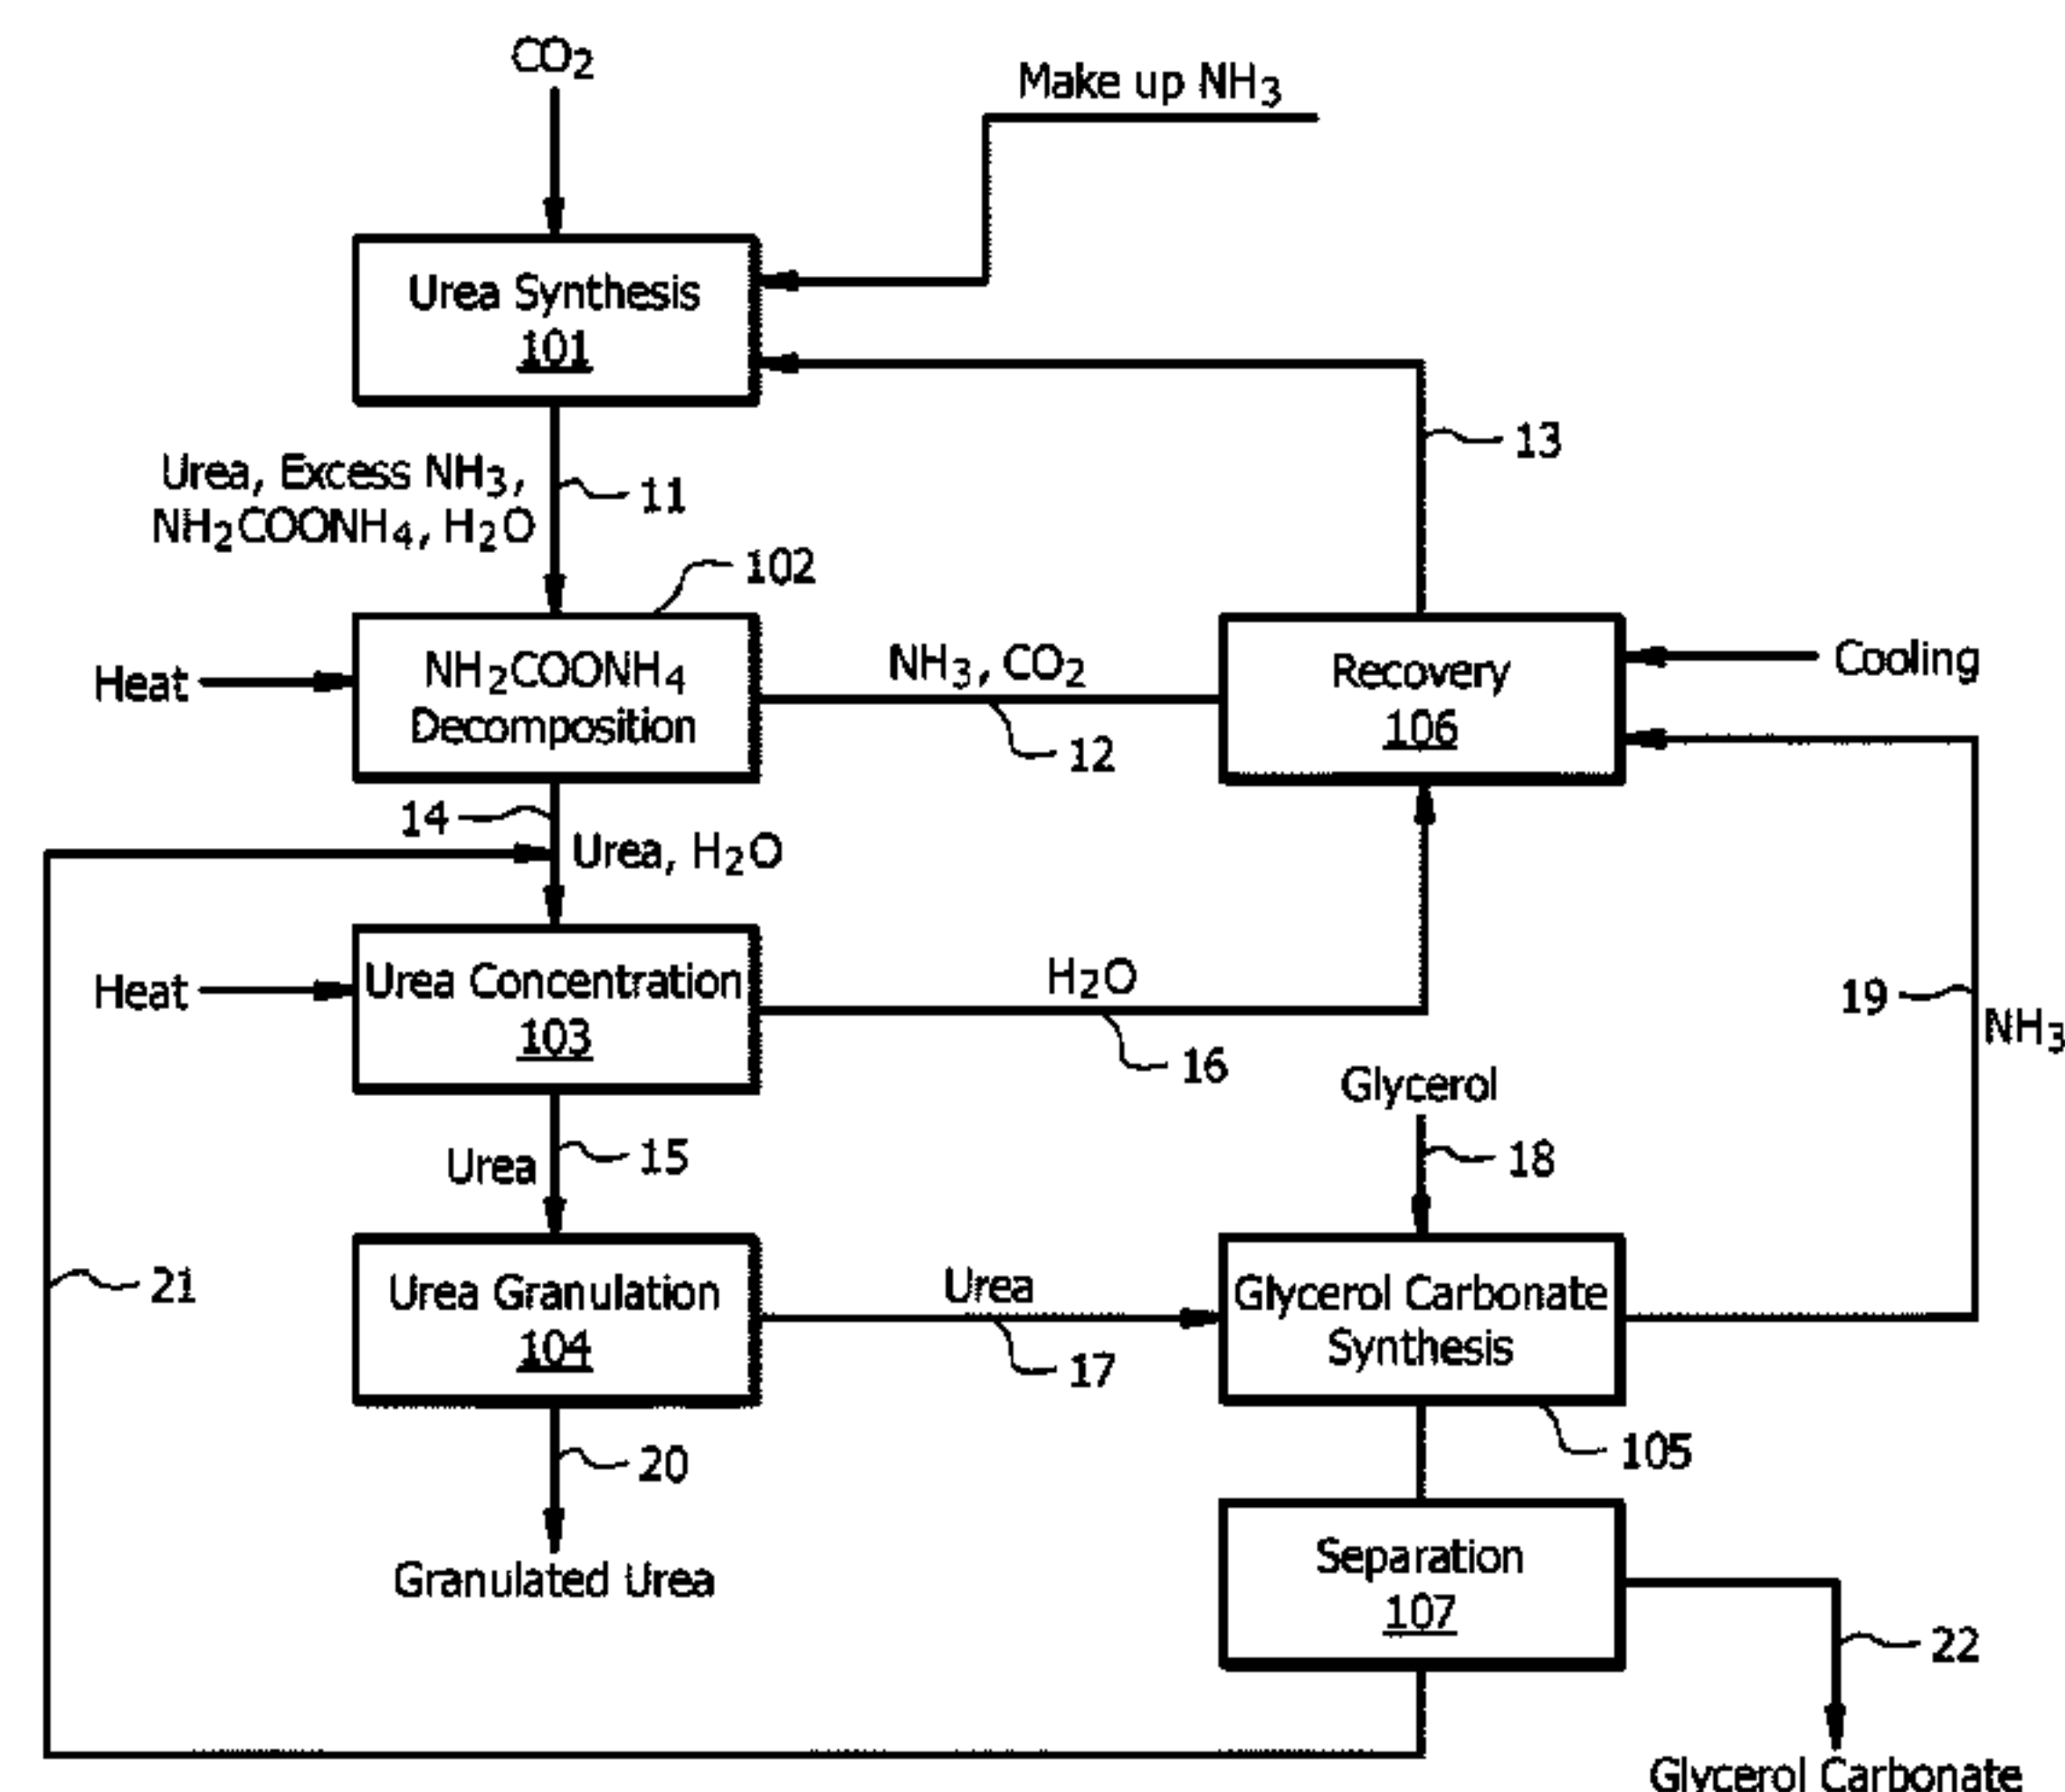 CO₂
Make up NH₃
Urea Synthesis
101
13
Urea, Excess NH₃,
NH₂COONH₄, H₂O
11
102
Heat
NH₂COONH₄
Decomposition
NH₃, CO₂
12
Recovery
106
Cooling
14
Urea, H₂O
Heat
Urea Concentration
103
H₂O
16
19
NH₃
Glycerol
18
Urea
15
21
Urea Granulation
104
Urea
17
Glycerol Carbonate
Synthesis
105
20
Granulated Urea
Separation
107
22
Glycerol Carbonate